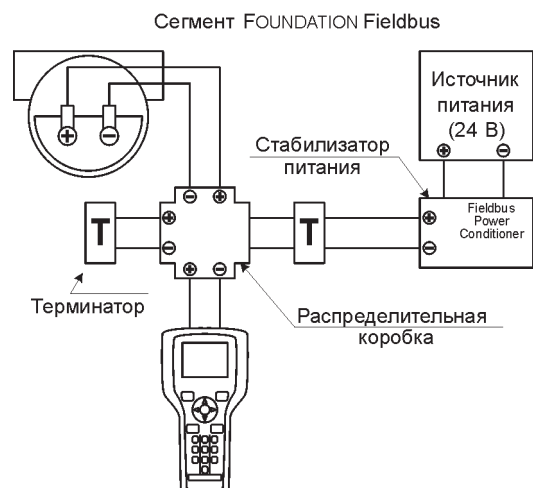 Сегмент FOUNDATION Fieldbus
Источник
питания
(24 В)
Стабилизатор
питания
Fieldbus
Power
Conditioner
T
T
Терминатор
Распределительная
коробка